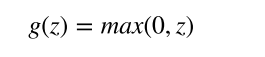 g(z) = max(0, z)